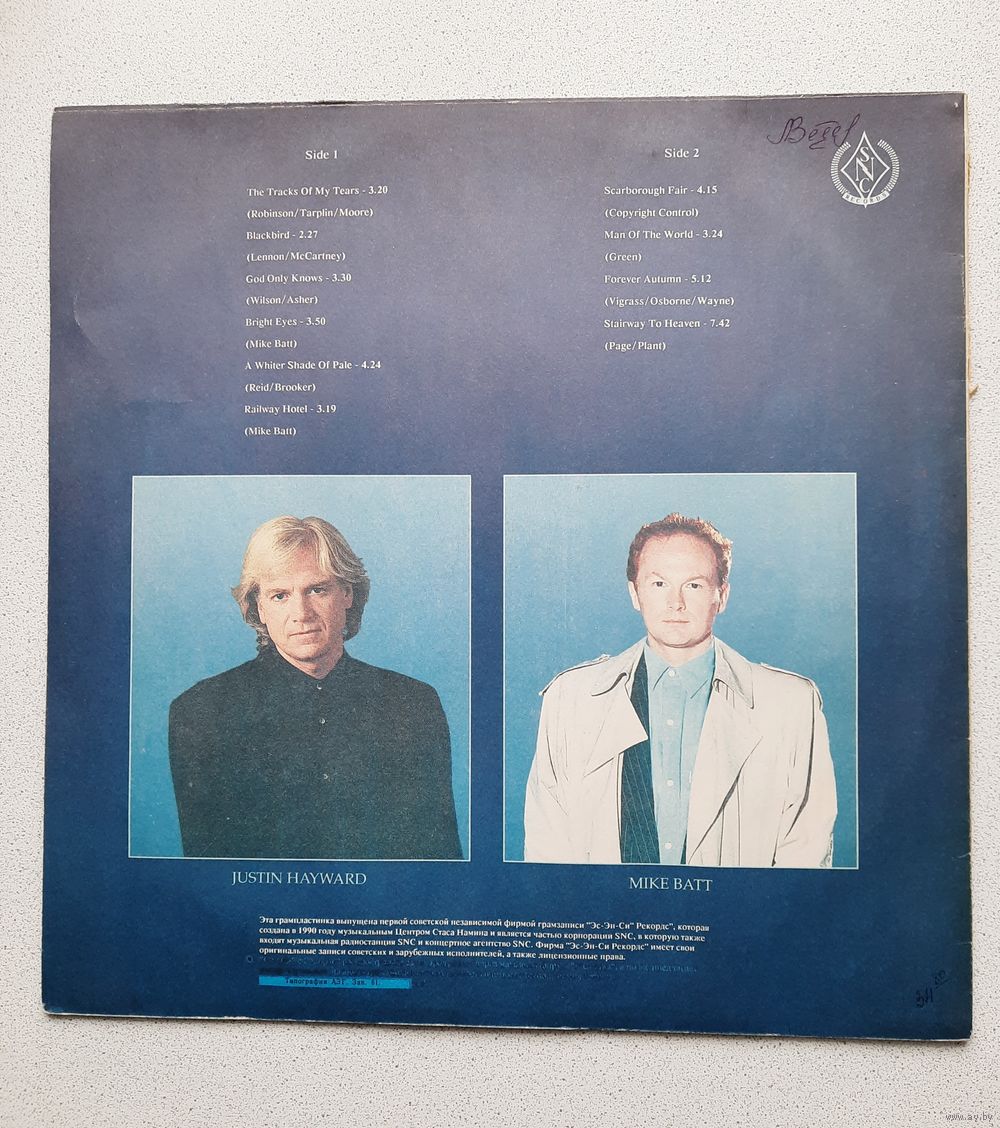 Side 1
The Tracks Of My Tears - 3.20
(Robinson/Tarplin/Moore)
Blackbird - 2.27
(Lennon/McCartney)
God Only Knows - 3.30
(Wilson/Asher)
Bright Eyes - 3.50
(Mike Batt)
A Whiter Shade Of Pale - 4.24
(Reid/Brooker)
Railway Hotel - 3.19
(Mike Batt)
Side 2
Scarborough Fair - 4.15
(Copyright Control)
Man Of The World - 3.24
(Green)
Forever Autumn - 5.12
(Vigrass/Osborne/Wayne)
Stairway To Heaven - 7.42
(Page/Plant)
SNC
RECORDS
JUSTIN HAYWARD
MIKE BATT
Эта грампластинка выпущена первой советской независимой фирмой грамзаписи "Эс-Эн-Си" Рекордс", которая
создана в 1990 году музыкальным Центром Стаса Намина и является частью корпорации SNC, в которую также
входят музыкальная радиостанция SNC и концертное агентство SNC. Фирма "Эс-Эн-Си Рекордс" имеет свои
оригинальные записи советских и зарубежных исполнителей, а также лицензионные права.
Типография АЗГ. Зак. 61.
www.ay.by